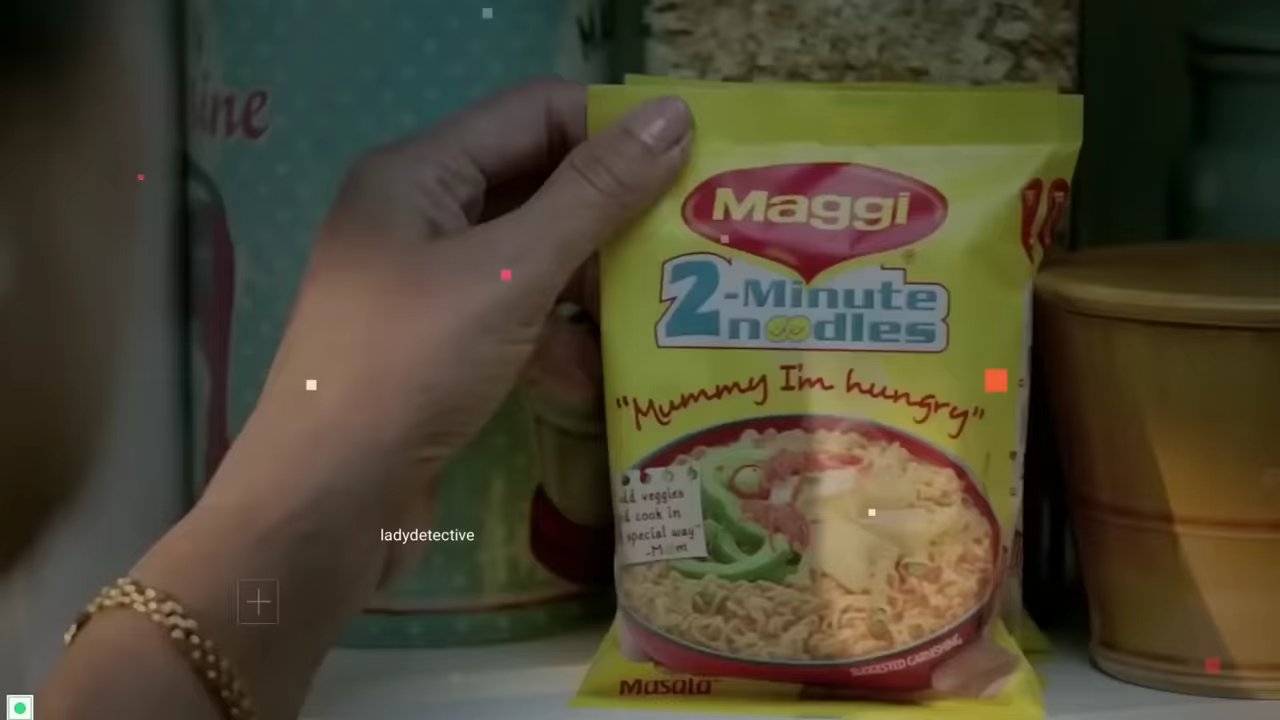 Maggi
2-Minute
noodles
"Mummy I'm hungry"
veggies
cook in
special way"
-Mom
SUGGESTED GARNISHING
Masala
ladydetective